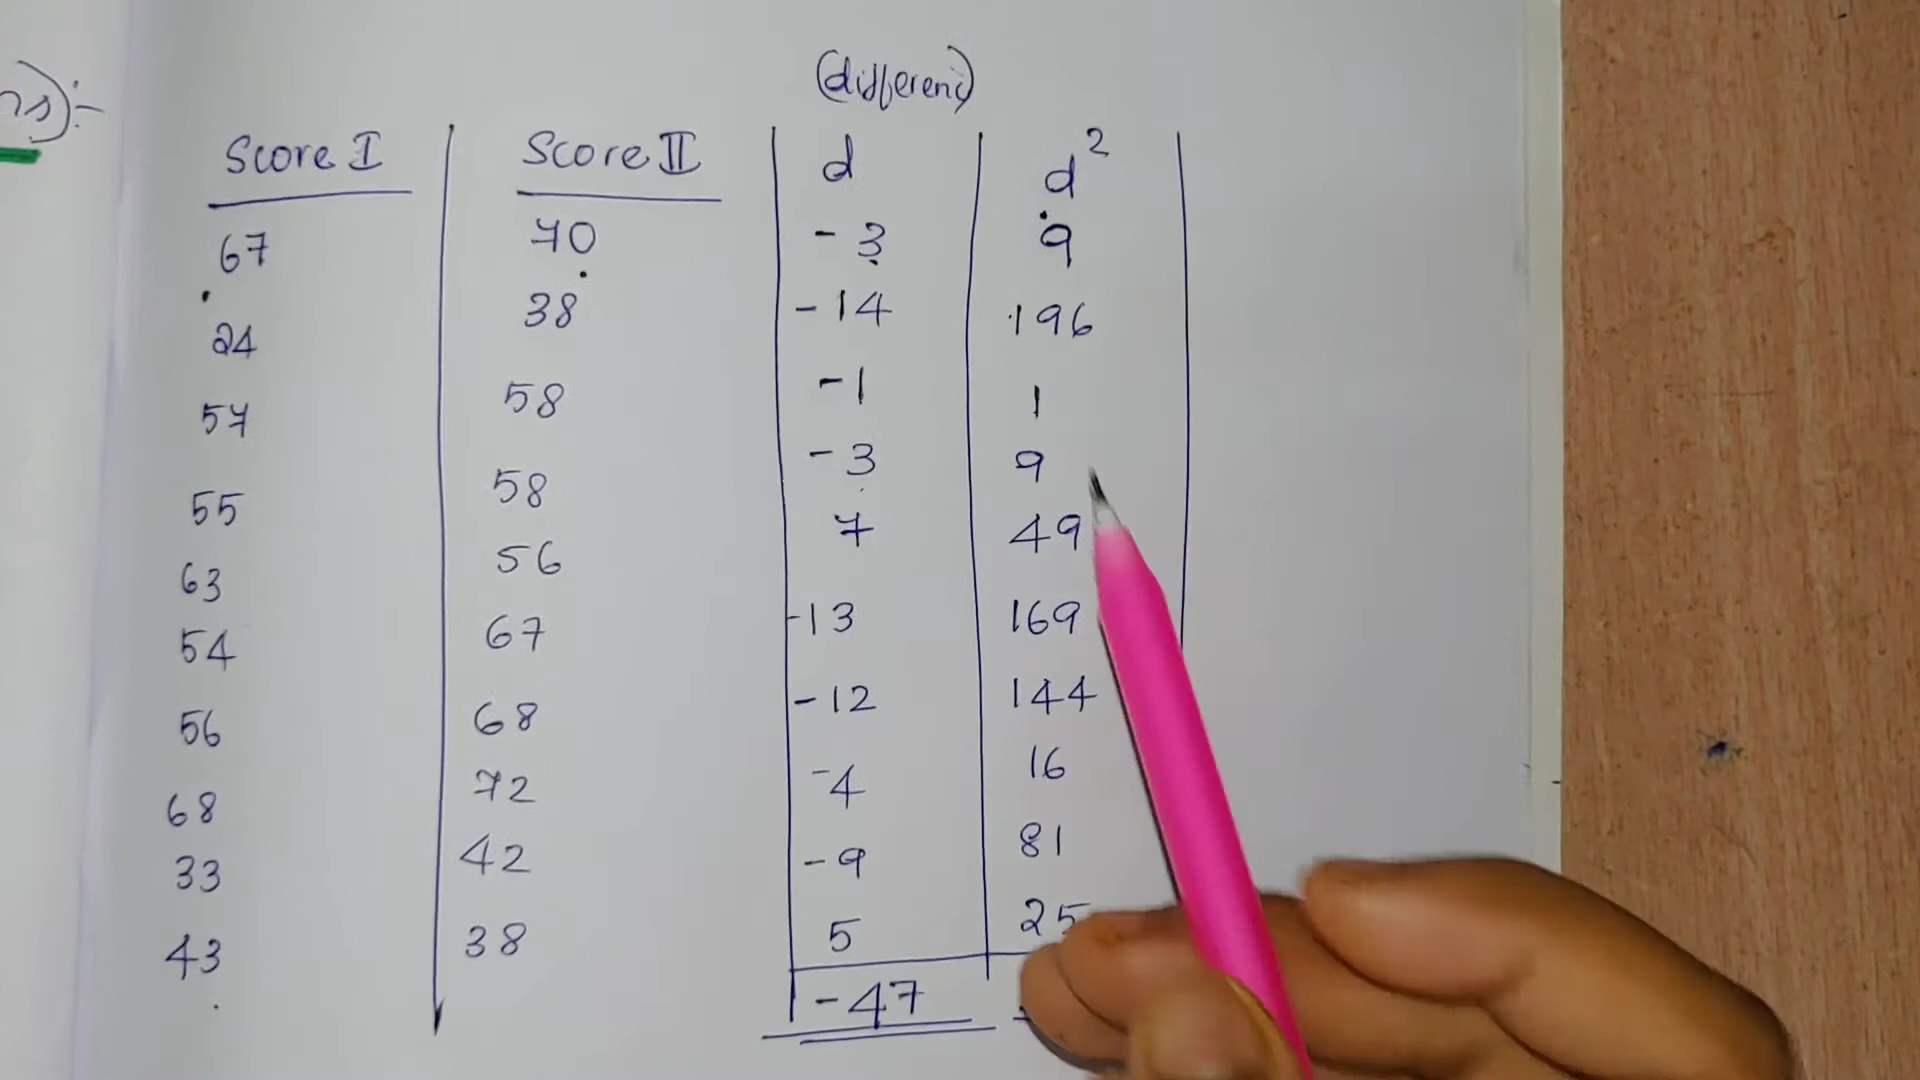 (differenc)
Score I Score II d d²
67 70 -3 9
24 38 -14 196
57 58 -1 1
55 58 -3 9
63 56 7 49
54 67 -13 169
56 68 -12 144
68 72 -4 16
33 42 -9 81
43 38 5 25
-47